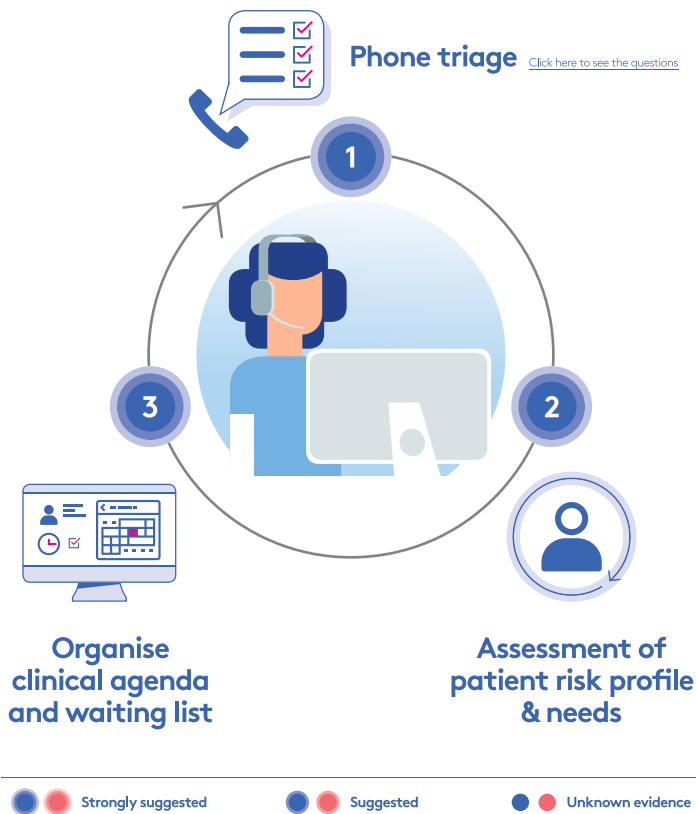 Phone triage Click here to see the questions
1
2
3
Organise
clinical agenda
and waiting list
Assessment of
patient risk profile
& needs
Strongly suggested
Suggested
Unknown evidence